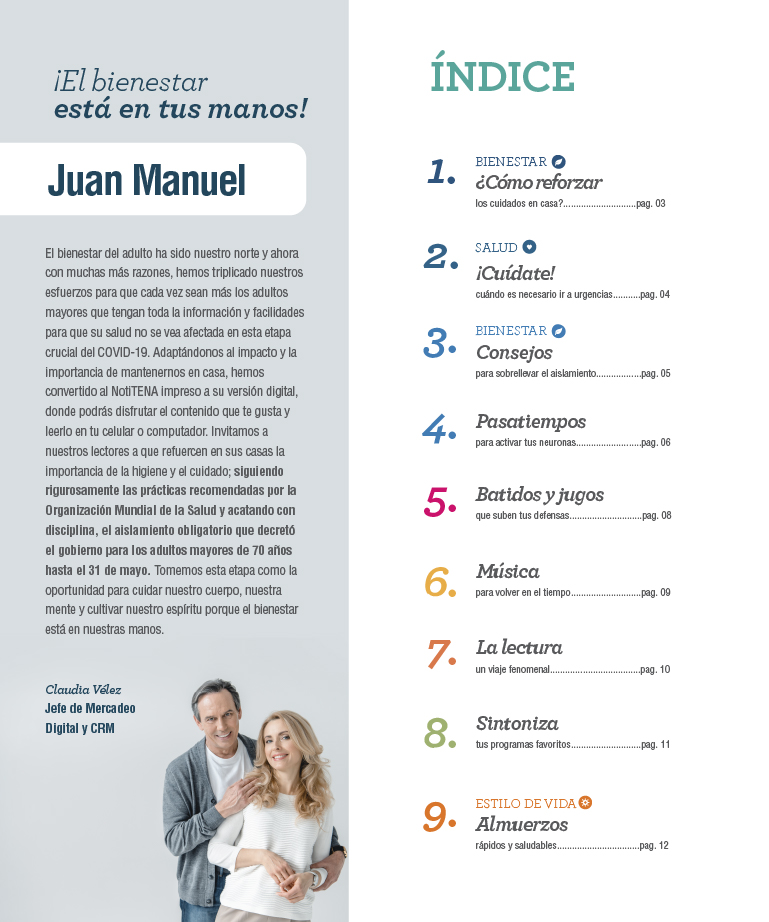 ¡El bienestar
está en tus manos!
Juan Manuel
El bienestar del adulto ha sido nuestro norte y ahora
con muchas más razones, hemos triplicado nuestros
esfuerzos para que cada vez sean más los adultos
mayores que tengan toda la información y facilidades
para que su salud no se vea afectada en esta etapa
crucial del COVID-19. Adaptándonos al impacto y la
importancia de mantenernos en casa, hemos
convertido al NotiTENA impreso a su versión digital,
donde podrás disfrutar el contenido que te gusta y
leerlo en tu celular o computador. Invitamos a
nuestros lectores a que refuercen en sus casas la
importancia de la higiene y el cuidado; siguiendo
rigurosamente las prácticas recomendadas por la
Organización Mundial de la Salud y acatando con
disciplina, el aislamiento obligatorio que decretó
el gobierno para los adultos mayores de 70 años
hasta el 31 de mayo. Tomemos esta etapa como la
oportunidad para cuidar nuestro cuerpo, nuestra
mente y cultivar nuestro espíritu porque el bienestar
está en nuestras manos.
Claudia Vélez
Jefe de Mercadeo
Digital y CRM
ÍNDICE
1. BIENESTAR
¿Cómo reforzar
los cuidados en casa?.............................pag. 03
2. SALUD
¡Cuídate!
cuándo es necesario ir a urgencias...........pag. 04
3. BIENESTAR
Consejos
para sobrellevar el aislamiento..................pag. 05
4. Pasatiempos
para activar tus neuronas..........................pag. 06
5. Batidos y jugos
que suben tus defensas.............................pag. 08
6. Música
para volver en el tiempo............................pag. 09
7. La lectura
un viaje fenomenal....................................pag. 10
8. Sintoniza
tus programas favoritos............................pag. 11
9. ESTILO DE VIDA
Almuerzos
rápidos y saludables.................................pag. 12